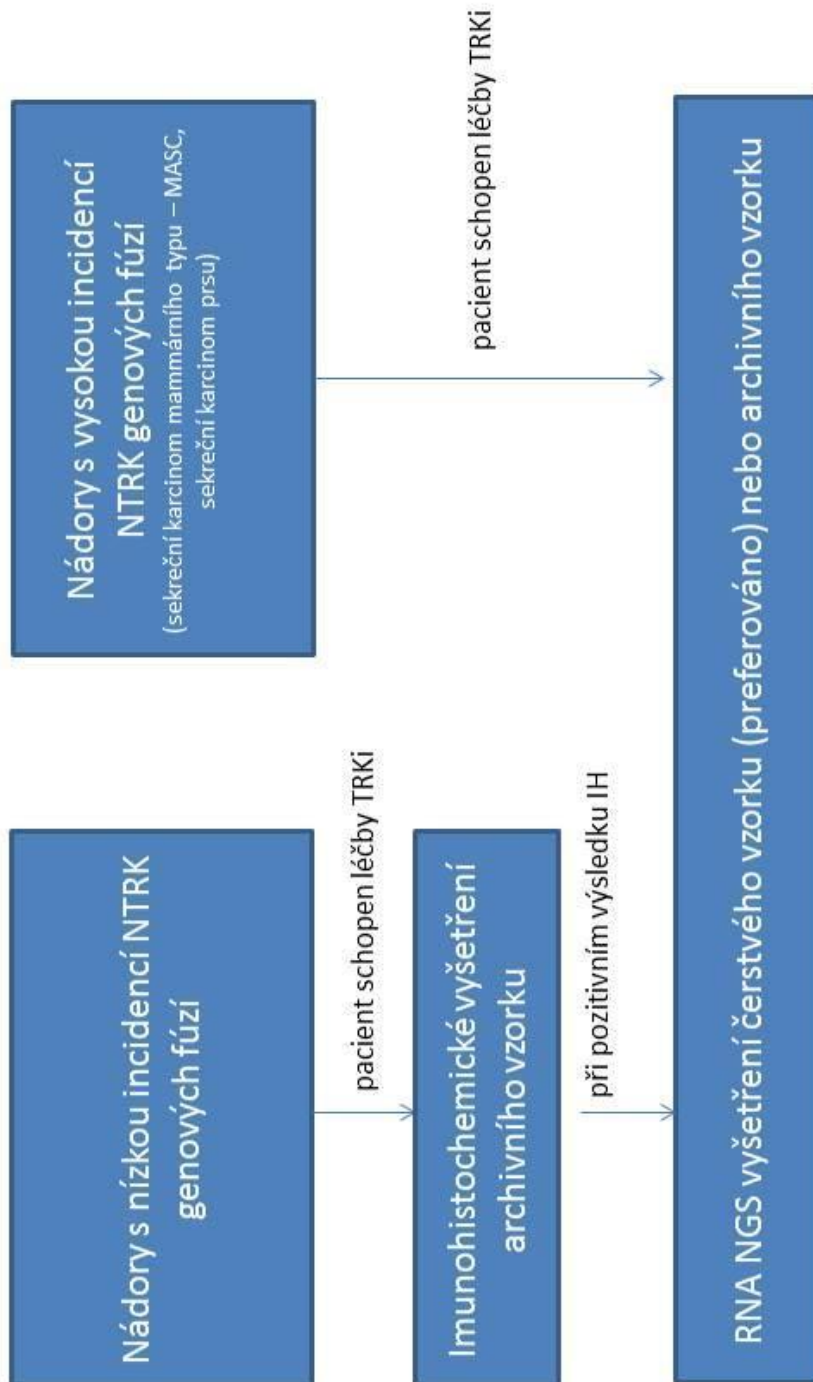 Nádory s nízkou incidencí NTRK
genových fúzí
pacient schopen léčby TRKi
Imunohistochemické vyšetření
archivního vzorku
při pozitivním výsledku IH
Nádory s vysokou incidencí
NTRK genových fúzí
(sekreční karcinom mammárního typu – MASC,
sekreční karcinom prsu)
pacient schopen léčby TRKi
RNA NGS vyšetření čerstvého vzorku (preferováno) nebo archivního vzorku